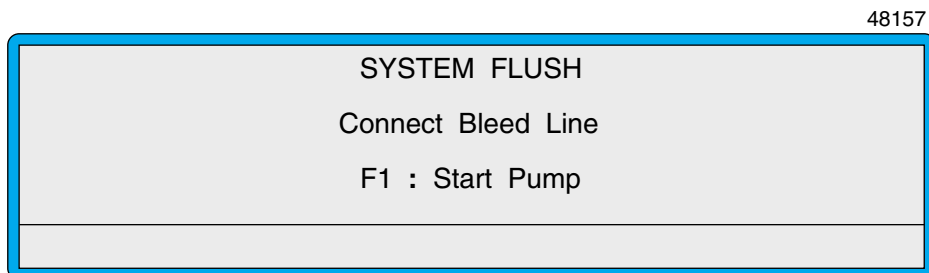 48157
SYSTEM FLUSH
Connect Bleed Line
F1 : Start Pump